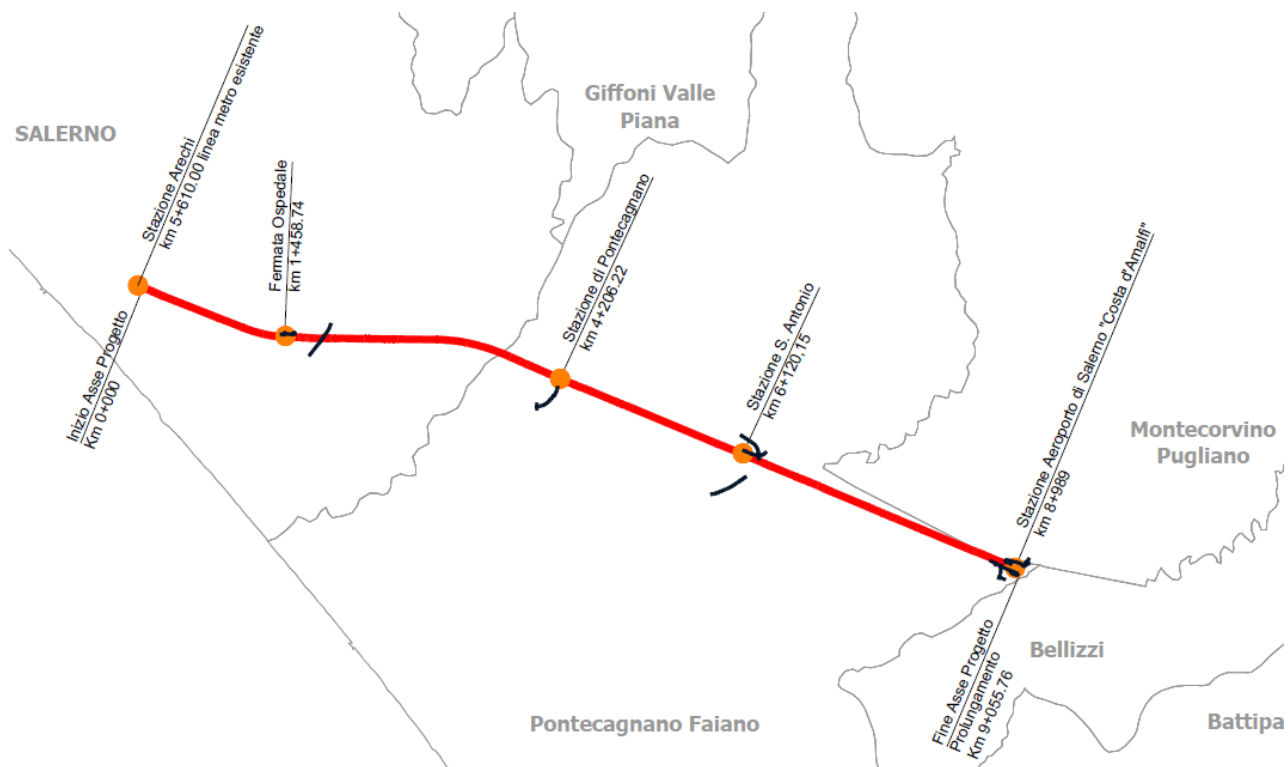 SALERNO
Stazione Arechi
km 5+610.00 linea metro esistente
Inizio Asse Progetto
Km 0+000
Fermata Ospedale
km 1+458.74
Giffoni Valle
Piana
Stazione di Pontecagnano
km 4+206.22
Stazione S. Antonio
km 6+120,15
Stazione Aeroporto di Salerno "Costa d'Amalfi"
km 8+989
Montecorvino
Pugliano
Fine Asse Progetto
Prolungamento
Km 9+055.76
Bellizzi
Pontecagnano Faiano
Battipa